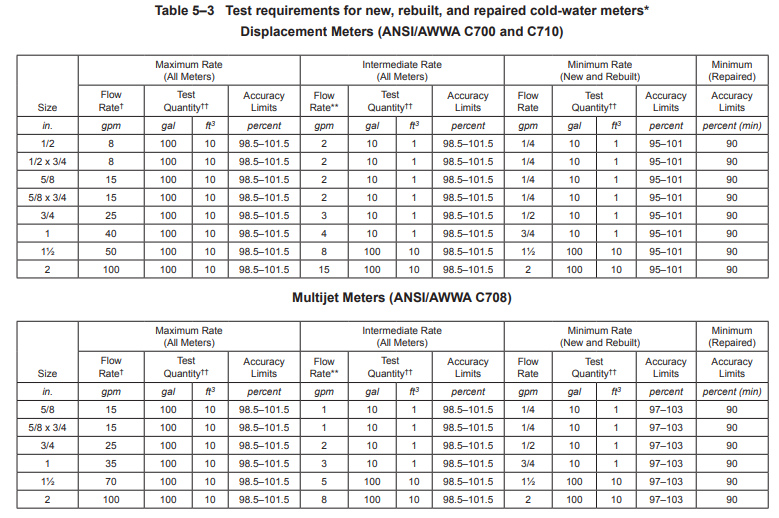 Table 5–3 Test requirements for new, rebuilt, and repaired cold-water meters*
Displacement Meters (ANSI/AWWA C700 and C710)
Maximum Rate (All Meters) Intermediate Rate (All Meters) Minimum Rate (New and Rebuilt) Minimum (Repaired)
Size Flow Rate† Test Quantity†† Accuracy Limits Flow Rate** Test Quantity†† Accuracy Limits Flow Rate Test Quantity†† Accuracy Limits Accuracy Limits
in. gpm gal ft³ percent gpm gal ft³ percent gpm gal ft³ percent percent (min)
1/2 8 100 10 98.5–101.5 2 10 1 98.5–101.5 1/4 10 1 95–101 90
1/2 x 3/4 8 100 10 98.5–101.5 2 10 1 98.5–101.5 1/4 10 1 95–101 90
5/8 15 100 10 98.5–101.5 2 10 1 98.5–101.5 1/4 10 1 95–101 90
5/8 x 3/4 15 100 10 98.5–101.5 2 10 1 98.5–101.5 1/4 10 1 95–101 90
3/4 25 100 10 98.5–101.5 3 10 1 98.5–101.5 1/2 10 1 95–101 90
1 40 100 10 98.5–101.5 4 10 1 98.5–101.5 3/4 10 1 95–101 90
1½ 50 100 10 98.5–101.5 8 100 10 98.5–101.5 1½ 100 10 95–101 90
2 100 100 10 98.5–101.5 15 100 10 98.5–101.5 2 100 10 95–101 90
Multijet Meters (ANSI/AWWA C708)
Maximum Rate (All Meters) Intermediate Rate (All Meters) Minimum Rate (New and Rebuilt) Minimum (Repaired)
Size Flow Rate† Test Quantity†† Accuracy Limits Flow Rate** Test Quantity†† Accuracy Limits Flow Rate Test Quantity†† Accuracy Limits Accuracy Limits
in. gpm gal ft³ percent gpm gal ft³ percent gpm gal ft³ percent percent (min)
5/8 15 100 10 98.5–101.5 1 10 1 98.5–101.5 1/4 10 1 97–103 90
5/8 x 3/4 15 100 10 98.5–101.5 1 10 1 98.5–101.5 1/4 10 1 97–103 90
3/4 25 100 10 98.5–101.5 2 10 1 98.5–101.5 1/2 10 1 97–103 90
1 35 100 10 98.5–101.5 3 10 1 98.5–101.5 3/4 10 1 97–103 90
1½ 70 100 10 98.5–101.5 5 100 10 98.5–101.5 1½ 100 10 97–103 90
2 100 100 10 98.5–101.5 8 100 10 98.5–101.5 2 100 10 97–103 90